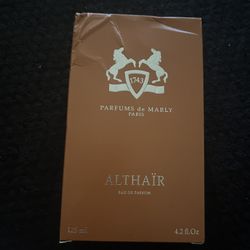 1743
PARFUMS de MARLY
PARIS
ALTHAÏR
EAU DE PARFUM
125 ml 4.2 fl.Oz